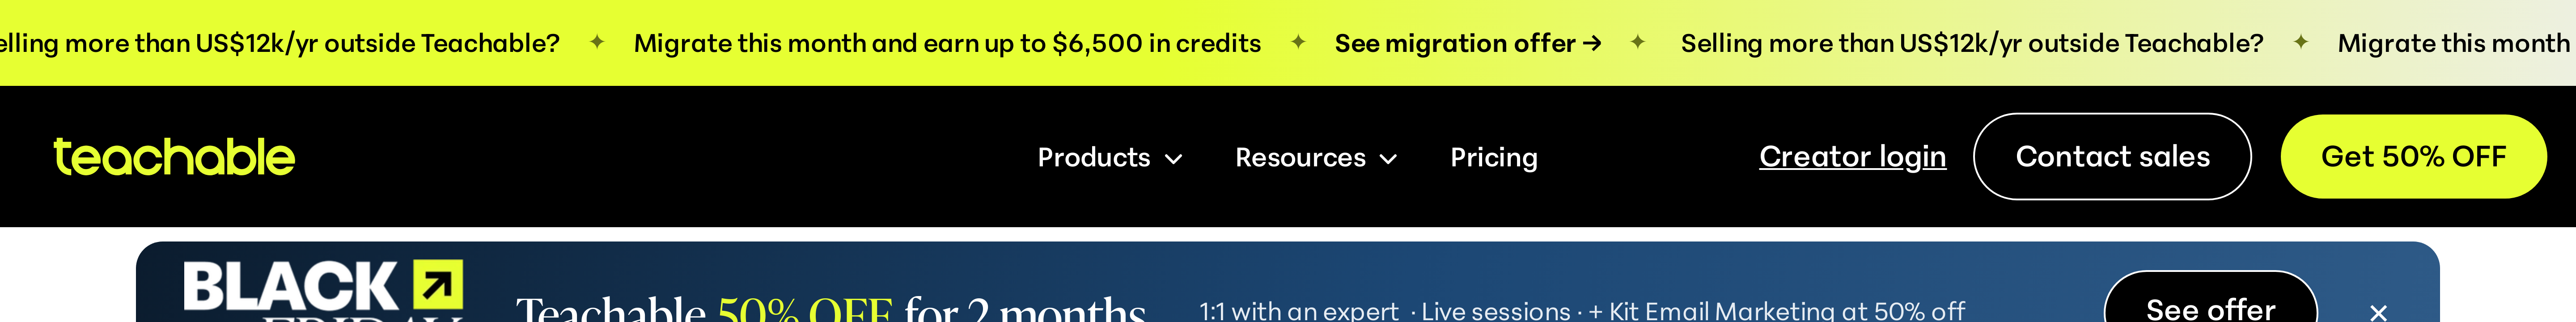 elling more than US$12k/yr outside Teachable? ✦ Migrate this month and earn up to $6,500 in credits ✦ See migration offer → ✦ Selling more than US$12k/yr outside Teachable? ✦ Migrate this month
teachable Products Resources Pricing Creator login Contact sales Get 50% OFF
BLACK
FRIDAY
Teachable 50% OFF for 2 months 1:1 with an expert · Live sessions · + Kit Email Marketing at 50% off See offer ×